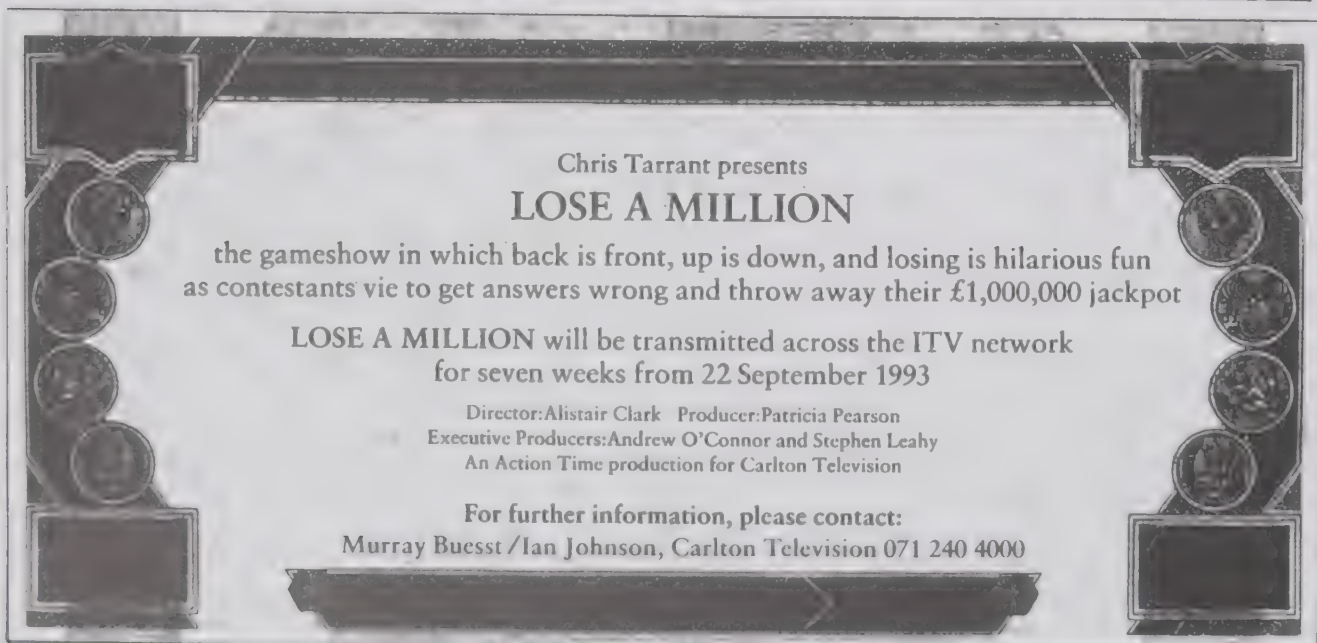 Chris Tarrant presents
LOSE A MILLION
the gameshow in which back is front, up is down, and losing is hilarious fun
as contestants vie to get answers wrong and throw away their £1,000,000 jackpot
LOSE A MILLION will be transmitted across the ITV network
for seven weeks from 22 September 1993
Director:Alistair Clark Producer:Patricia Pearson
Executive Producers:Andrew O'Connor and Stephen Leahy
An Action Time production for Carlton Television
For further information, please contact:
Murray Buesst/Ian Johnson, Carlton Television 071 240 4000